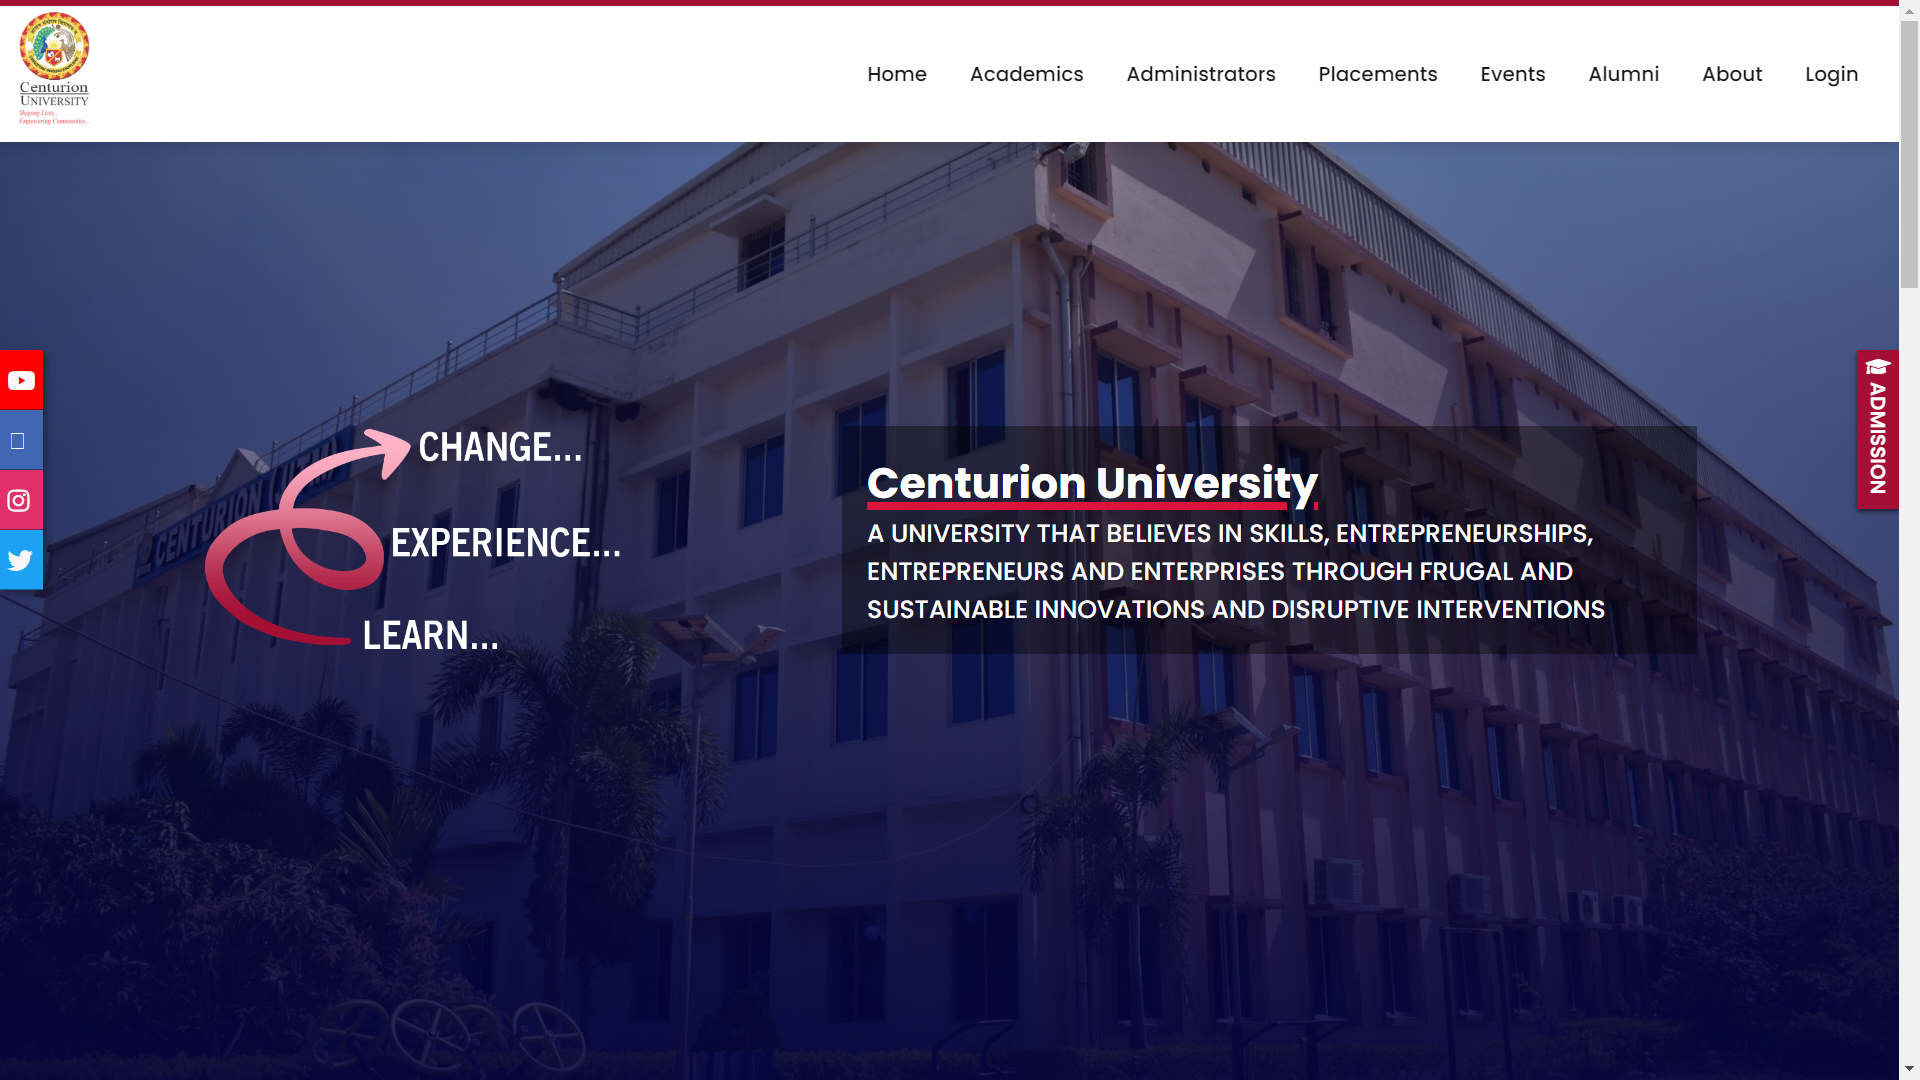 Centurion
UNIVERSITY
Shaping Lives...
Empowering Communities...
Home
Academics
Administrators
Placements
Events
Alumni
About
Login
ADMISSION
CHANGE...
EXPERIENCE...
LEARN...
CENTURION
Centurion University
A UNIVERSITY THAT BELIEVES IN SKILLS, ENTREPRENEURSHIPS,
ENTREPRENEURS AND ENTERPRISES THROUGH FRUGAL AND
SUSTAINABLE INNOVATIONS AND DISRUPTIVE INTERVENTIONS